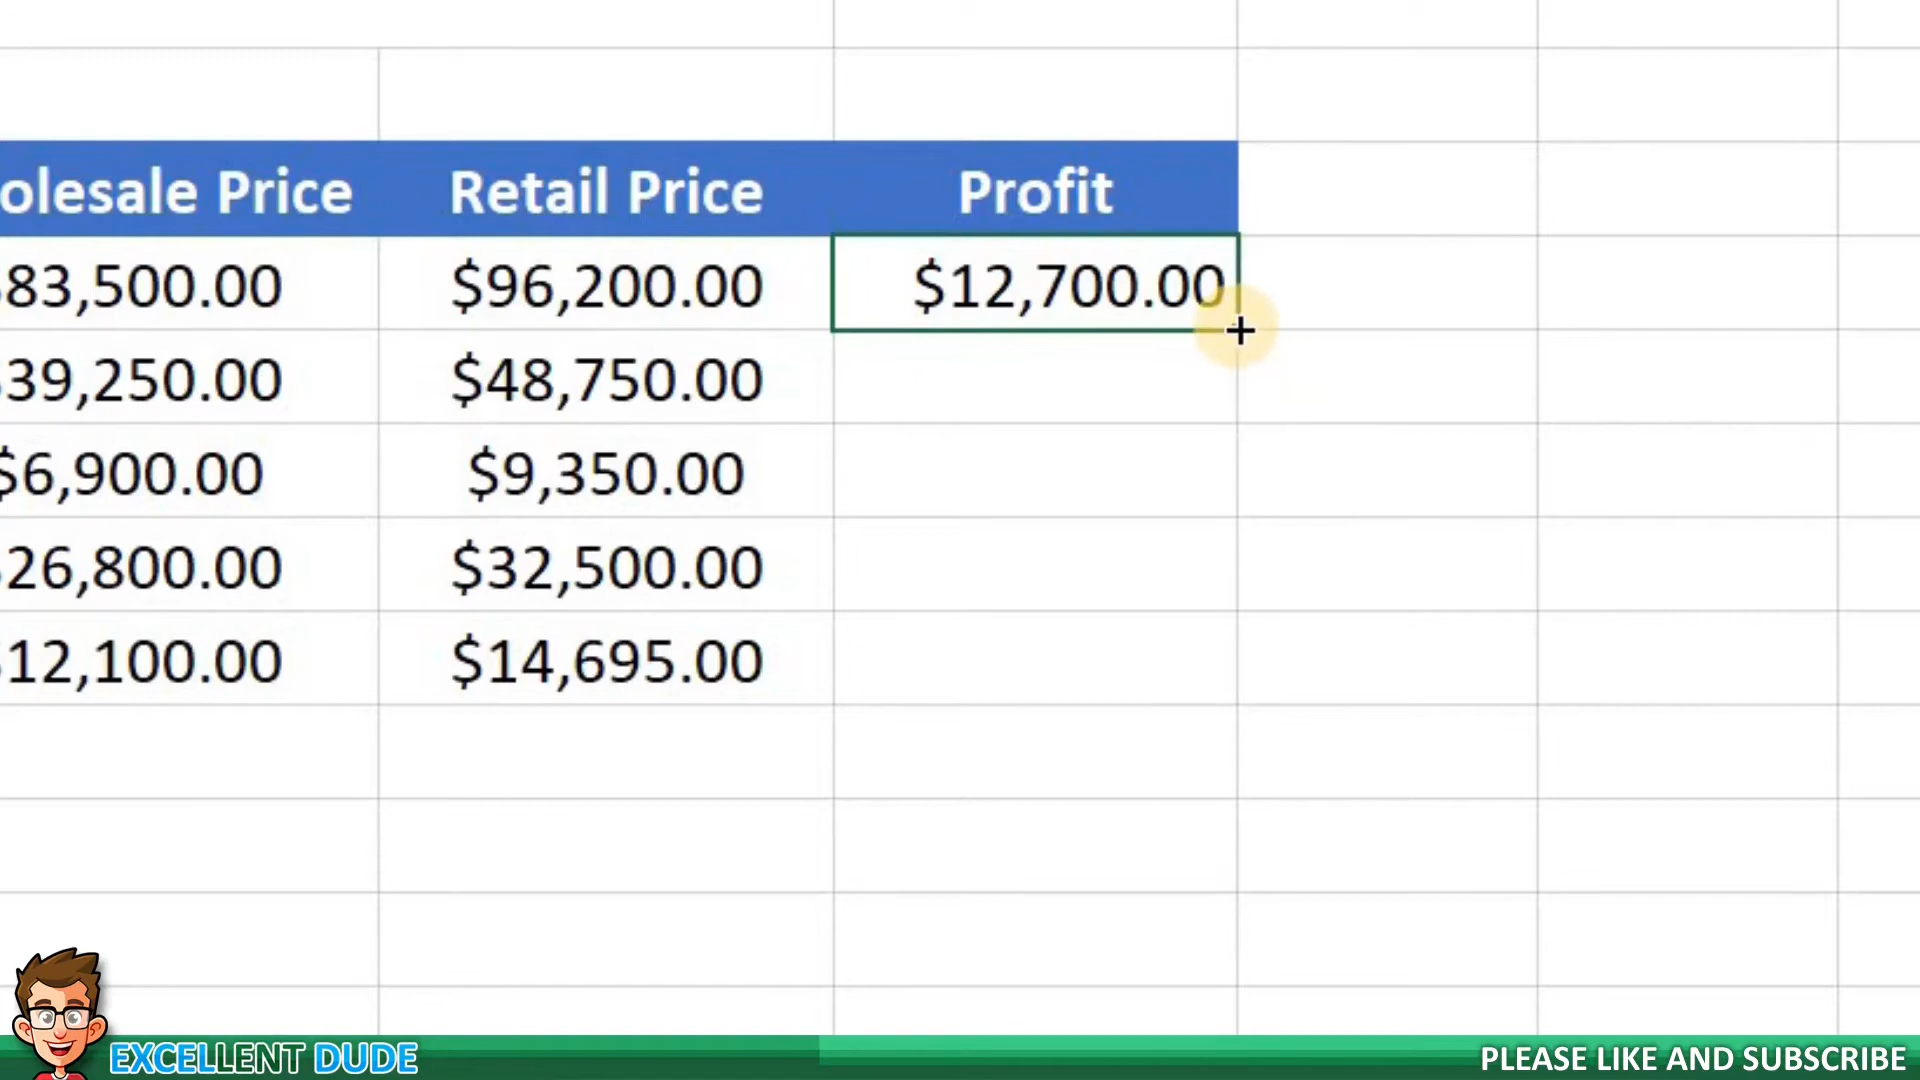 olesale Price Retail Price Profit
83,500.00 $96,200.00 $12,700.00
39,250.00 $48,750.00
$6,900.00 $9,350.00
26,800.00 $32,500.00
12,100.00 $14,695.00
EXCELLENT DUDE
PLEASE LIKE AND SUBSCRIBE